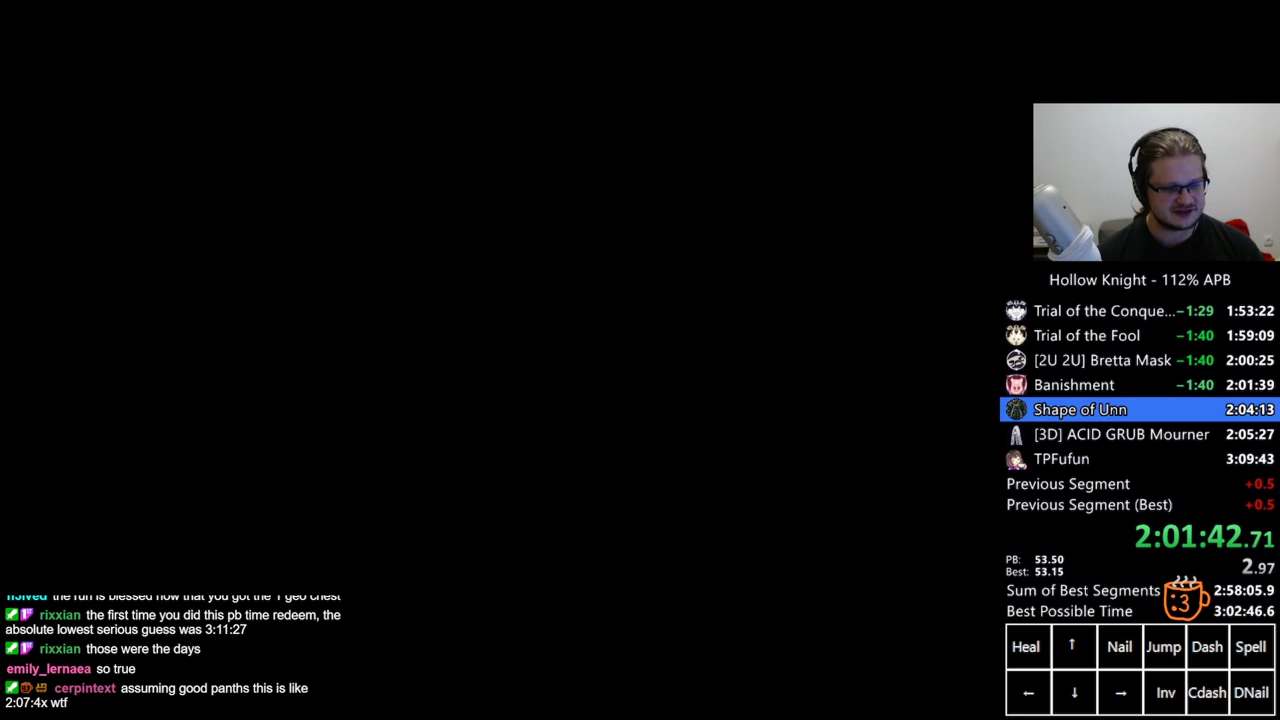 Hollow Knight - 112% APB
Trial of the Conque... −1:29 1:53:22
Trial of the Fool −1:40 1:59:09
[2U 2U] Bretta Mask −1:40 2:00:25
Banishment −1:40 2:01:39
Shape of Unn 2:04:13
[3D] ACID GRUB Mourner 2:05:27
TPFufun 3:09:43
Previous Segment +0.5
Previous Segment (Best) +0.5
2:01:42.71
PB: 53.50
Best: 53.15
2.97
Sum of Best Segments 2:58:05.9
Best Possible Time 3:02:46.6
:3
Heal ↑ Nail Jump Dash Spell
← ↓ → Inv Cdash DNail
the run is blessed now that you got the 1 geo chest
rixxian the first time you did this pb time redeem, the
absolute lowest serious guess was 3:11:27
rixxian those were the days
emily_lernaea so true
cerpintext assuming good panths this is like
2:07:4x wtf